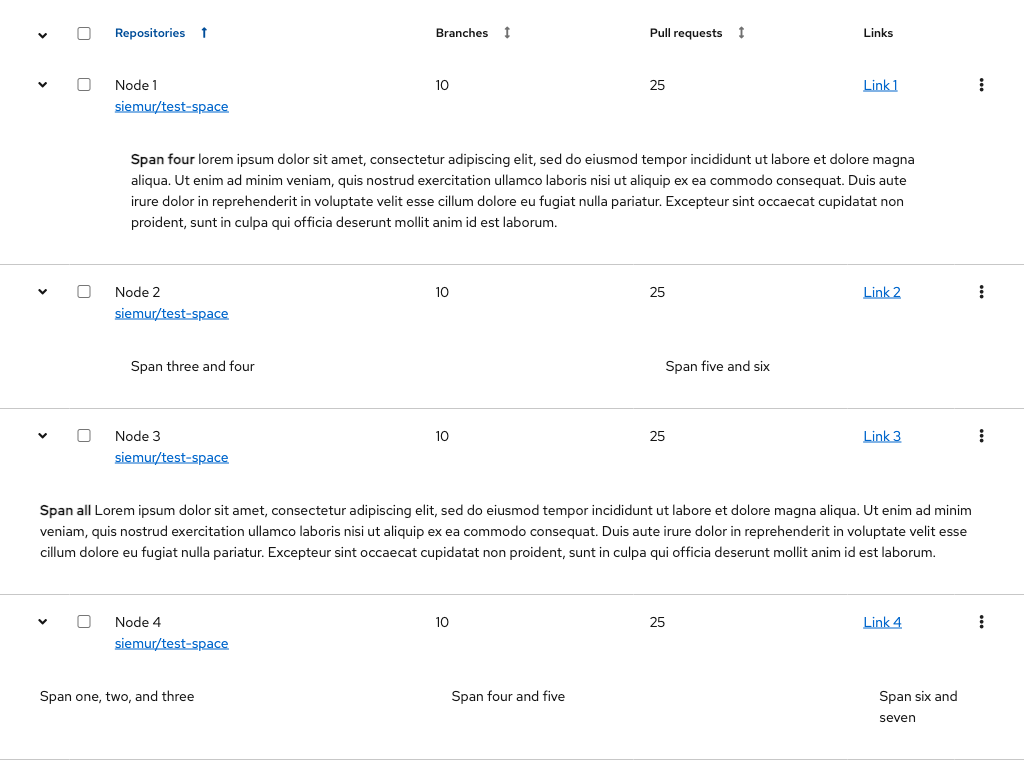 Repositories Branches Pull requests Links
Node 1 10 25 Link 1
siemur/test-space
Span four lorem ipsum dolor sit amet, consectetur adipiscing elit, sed do eiusmod tempor incididunt ut labore et dolore magna
aliqua. Ut enim ad minim veniam, quis nostrud exercitation ullamco laboris nisi ut aliquip ex ea commodo consequat. Duis aute
irure dolor in reprehenderit in voluptate velit esse cillum dolore eu fugiat nulla pariatur. Excepteur sint occaecat cupidatat non
proident, sunt in culpa qui officia deserunt mollit anim id est laborum.
Node 2 10 25 Link 2
siemur/test-space
Span three and four Span five and six
Node 3 10 25 Link 3
siemur/test-space
Span all Lorem ipsum dolor sit amet, consectetur adipiscing elit, sed do eiusmod tempor incididunt ut labore et dolore magna aliqua. Ut enim ad minim
veniam, quis nostrud exercitation ullamco laboris nisi ut aliquip ex ea commodo consequat. Duis aute irure dolor in reprehenderit in voluptate velit esse
cillum dolore eu fugiat nulla pariatur. Excepteur sint occaecat cupidatat non proident, sunt in culpa qui officia deserunt mollit anim id est laborum.
Node 4 10 25 Link 4
siemur/test-space
Span one, two, and three Span four and five Span six and
seven